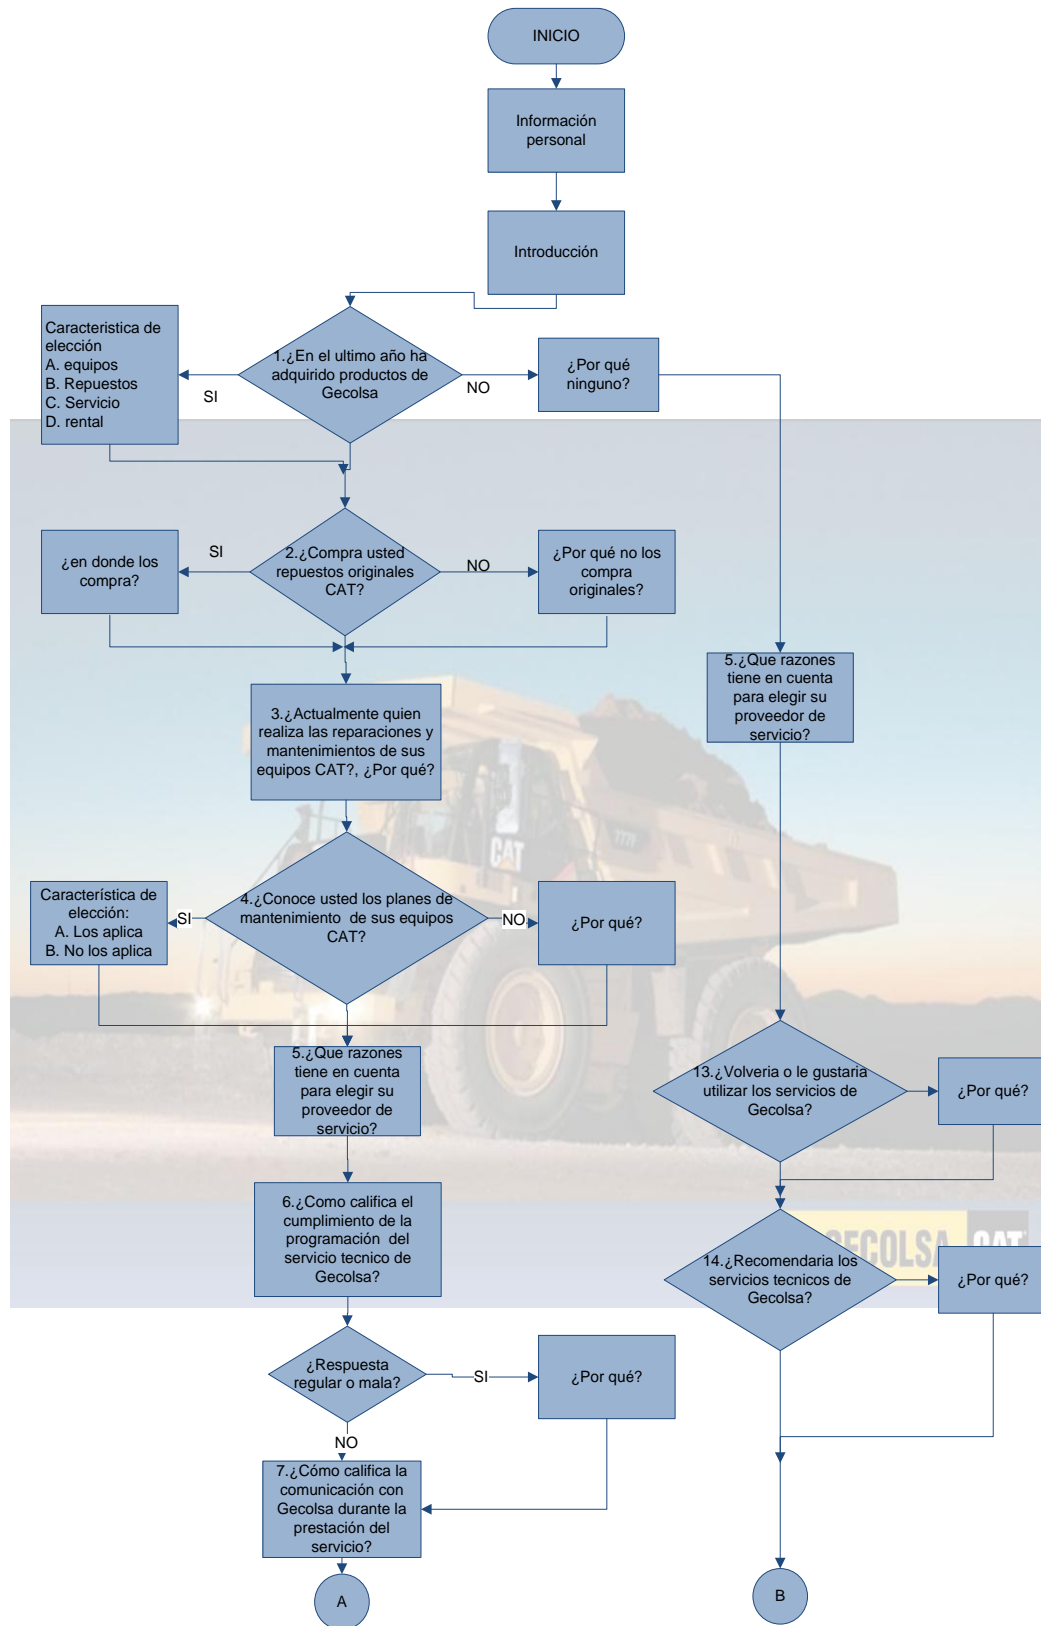 INICIO
Información
personal
Introducción
Caracteristica de
elección
A. equipos
B. Repuestos
C. Servicio
D. rental
SI
1.¿En el ultimo año ha
adquirido productos de
Gecolsa
NO
¿Por qué
ninguno?
¿en donde los
compra?
SI
2.¿Compra usted
repuestos originales
CAT?
NO
¿Por qué no los
compra
originales?
5.¿Que razones
tiene en cuenta
para elegir su
proveedor de
servicio?
3.¿Actualmente quien
realiza las reparaciones y
mantenimientos de sus
equipos CAT?, ¿Por qué?
CAT
777F
Característica de
elección:
A. Los aplica
B. No los aplica
SI
4.¿Conoce usted los planes de
mantenimiento de sus equipos
CAT?
NO
¿Por qué?
5.¿Que razones
tiene en cuenta
para elegir su
proveedor de
servicio?
13.¿Volveria o le gustaria
utilizar los servicios de
Gecolsa?
¿Por qué?
6.¿Como califica el
cumplimiento de la
programación del
servicio tecnico de
Gecolsa?
GECOLSA CAT
14.¿Recomendaria los
servicios tecnicos de
Gecolsa?
¿Por qué?
¿Respuesta
regular o mala?
SI
¿Por qué?
NO
7.¿Cómo califica la
comunicación con
Gecolsa durante la
prestación del
servicio?
A
B